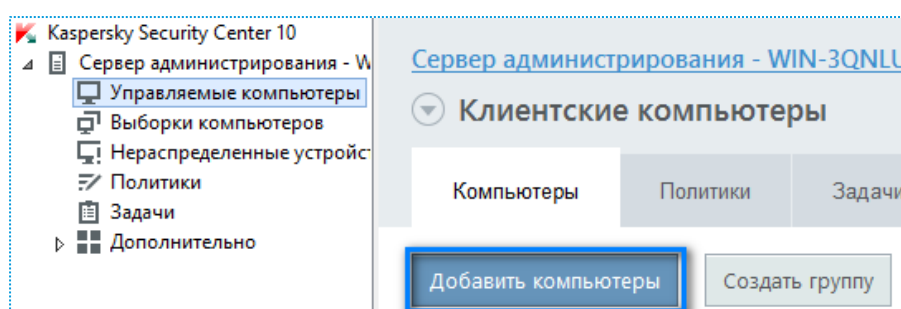 Kaspersky Security Center 10
Сервер администрирования - W
Управляемые компьютеры
Выборки компьютеров
Нераспределенные устройс
Политики
Задачи
Дополнительно
Сервер администрирования - WIN-3QNLU
Клиентские компьютеры
Компьютеры Политики Задачи
Добавить компьютеры Создать группу